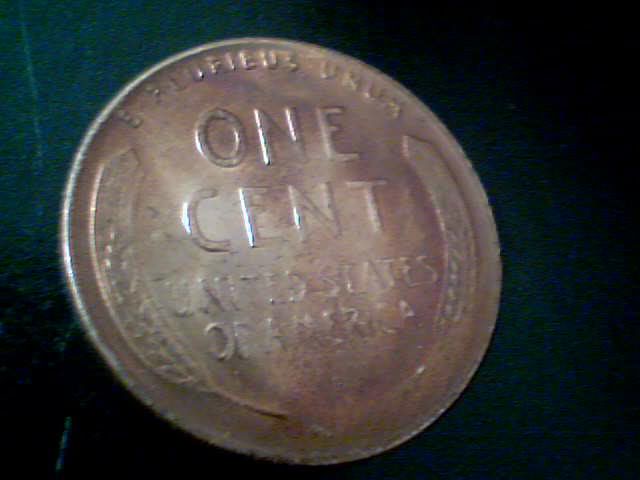 E PLURIBUS UNUM
ONE
CENT
UNITED STATES
OF AMERICA